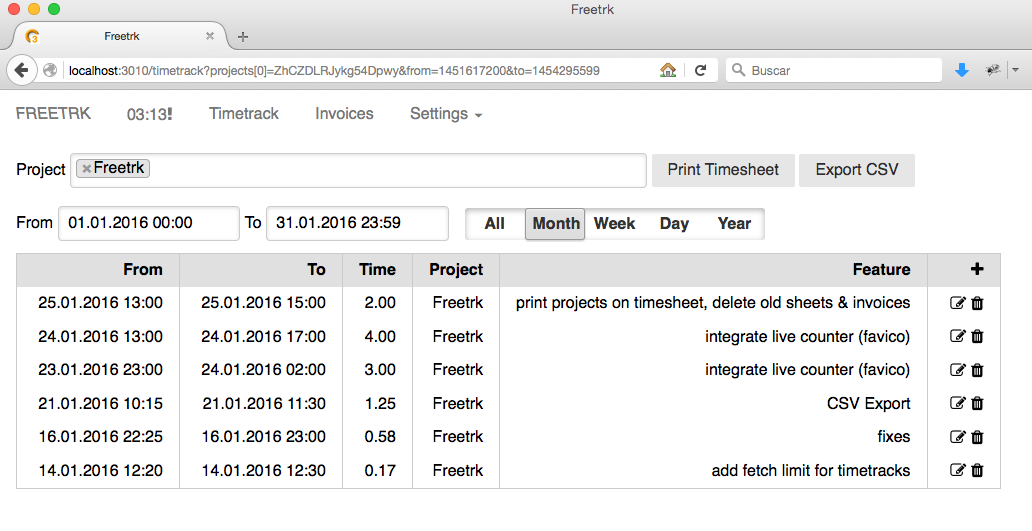 Freetrk
Freetrk
localhost:3010/timetrack?projects[0]=ZhCZDLRJykg54Dpwy&from=1451617200&to=1454295599 Buscar
FREETRK 03:13! Timetrack Invoices Settings
Project Freetrk Print Timesheet Export CSV
From 01.01.2016 00:00 To 31.01.2016 23:59 All Month Week Day Year
From To Time Project Feature
25.01.2016 13:00 25.01.2016 15:00 2.00 Freetrk print projects on timesheet, delete old sheets & invoices
24.01.2016 13:00 24.01.2016 17:00 4.00 Freetrk integrate live counter (favico)
23.01.2016 23:00 24.01.2016 02:00 3.00 Freetrk integrate live counter (favico)
21.01.2016 10:15 21.01.2016 11:30 1.25 Freetrk CSV Export
16.01.2016 22:25 16.01.2016 23:00 0.58 Freetrk fixes
14.01.2016 12:20 14.01.2016 12:30 0.17 Freetrk add fetch limit for timetracks